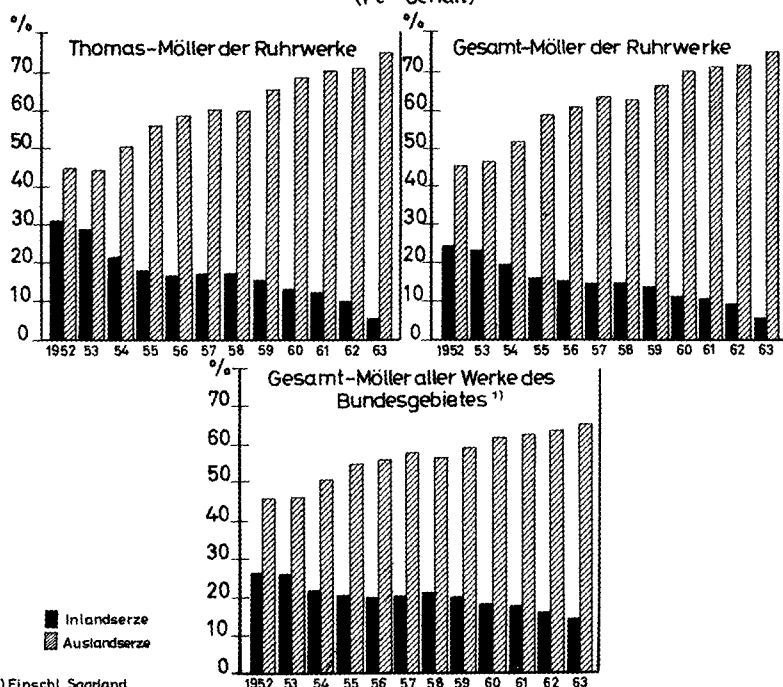 %
Thomas-Möller der Ruhrwerke
70
60
50
40
30
20
10
0
1952 53 54 55 56 57 58 59 60 61 62 63
%
Gesamt-Möller der Ruhrwerke
70
60
50
40
30
20
10
0
1952 53 54 55 56 57 58 59 60 61 62 63
%
Gesamt-Möller aller Werke des
Bundesgebietes ¹⁾
70
60
50
40
30
20
10
0
1952 53 54 55 56 57 58 59 60 61 62 63
Inlandserze
Auslandserze
¹⁾ Einschl. Saarland